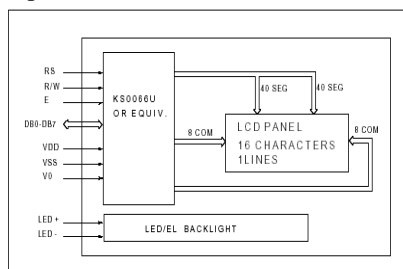 RS
R/W
E
DB0-DB7
VDD
VSS
V0
LED +
LED -
KS0066U
OR EQUIV.
40 SEG
40 SEG
8 COM
8 COM
LCD PANEL
16 CHARACTERS
1LINES
LED/EL BACKLIGHT